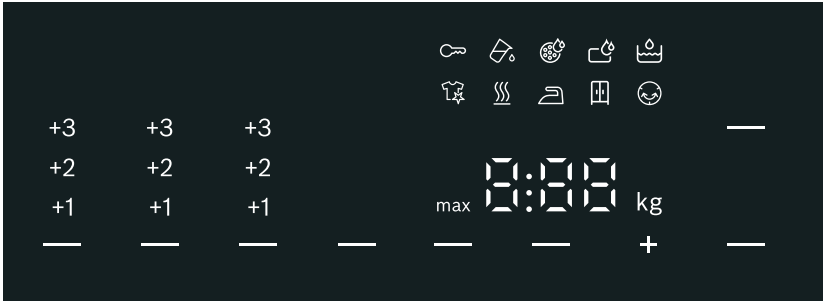 +3 +3 +3
+2 +2 +2
+1 +1 +1
max 8:88 kg
+